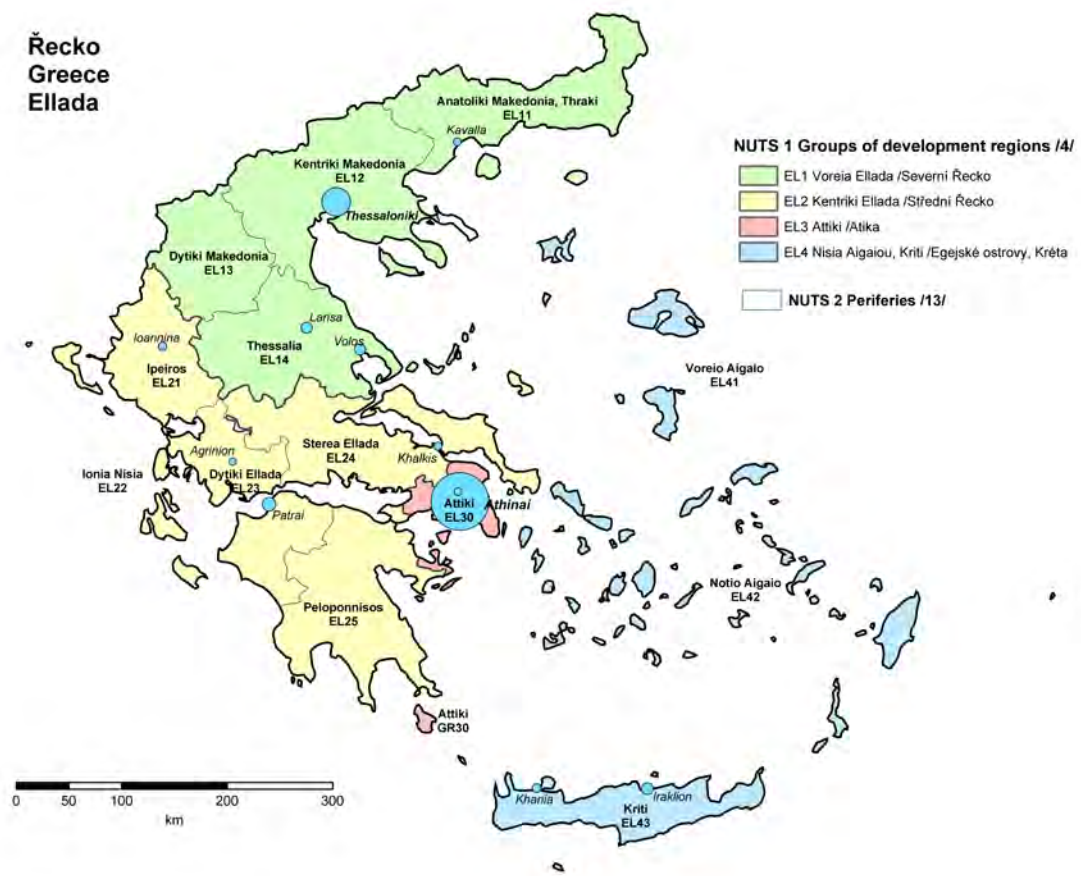 Řecko
Greece
Ellada
Anatoliki Makedonia, Thraki
EL11
Kavalla
NUTS 1 Groups of development regions /4/
EL1 Voreia Ellada /Severní Řecko
EL2 Kentriki Ellada /Střední Řecko
EL3 Attiki /Atika
EL4 Nisia Aigaiou, Kriti /Egejské ostrovy, Kréta
NUTS 2 Periferies /13/
Kentriki Makedonia
EL12
Thessaloniki
Dytiki Makedonia
EL13
Larisa
Ioannina
Volos
Thessalia
EL14
Ipeiros
EL21
Voreio Aigaio
EL41
Sterea Ellada
EL24
Khalkis
Agrinion
Ionia Nisia
EL22
Dytiki Ellada
EL23
Attiki
EL30
Athinai
Patrai
Notio Aigaio
EL42
Peloponnisos
EL25
Attiki
GR30
0 50 100 200 300
km
Khania
Iraklion
Kriti
EL43